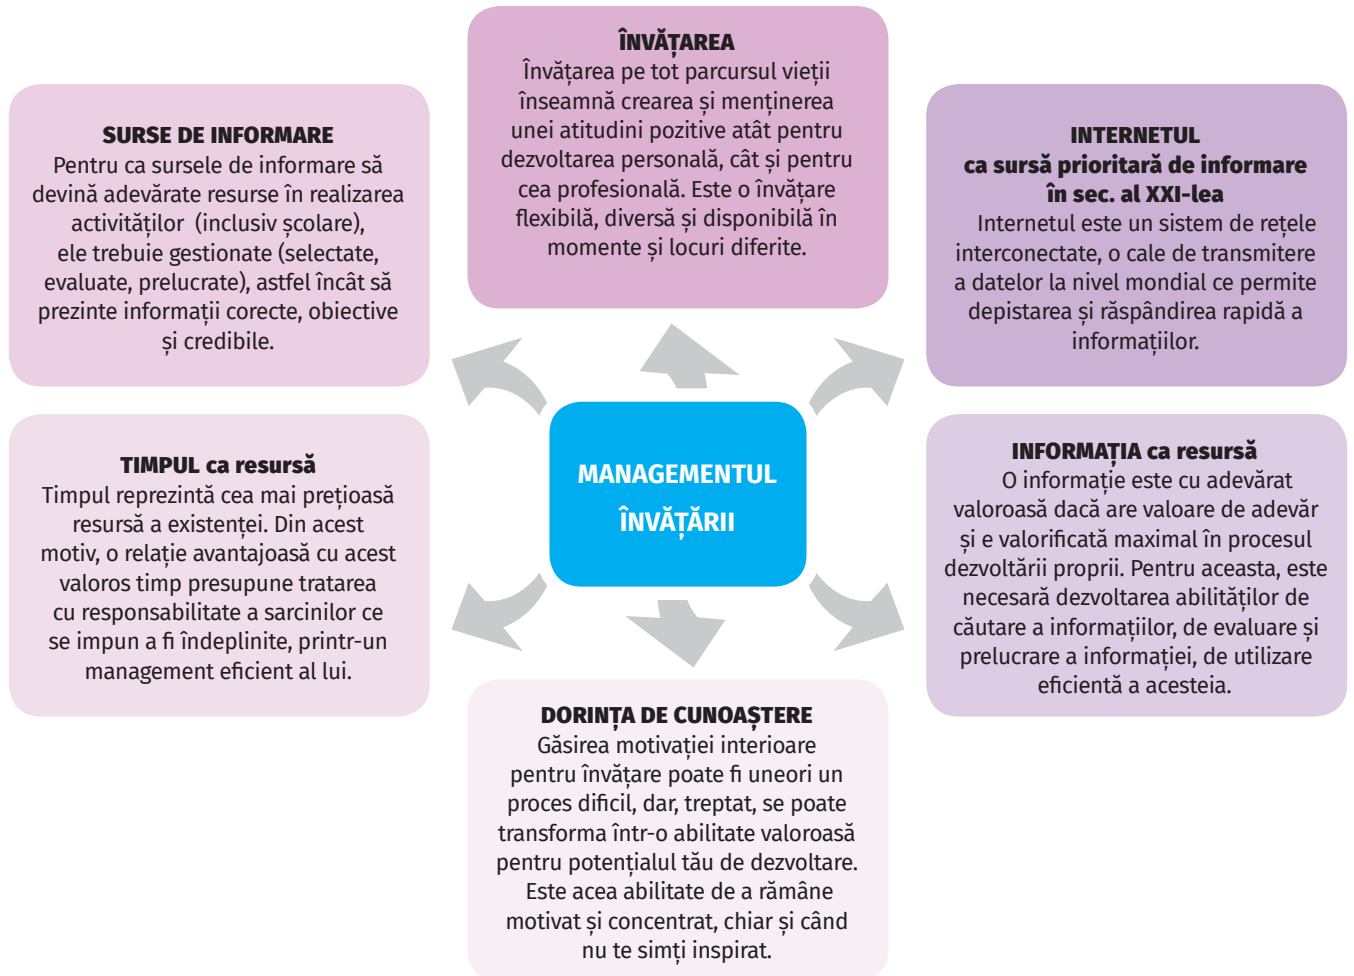 ÎNVĂȚAREA
Învățarea pe tot parcursul vieții
înseamnă crearea și menținerea
unei atitudini pozitive atât pentru
dezvoltarea personală, cât și pentru
cea profesională. Este o învățare
flexibilă, diversă și disponibilă în
momente și locuri diferite.
SURSE DE INFORMARE
Pentru ca sursele de informare să
devină adevărate resurse în realizarea
activităților (inclusiv școlare),
ele trebuie gestionate (selectate,
evaluate, prelucrate), astfel încât să
prezinte informații corecte, obiective
și credibile.
INTERNETUL
ca sursă prioritară de informare
în sec. al XXI-lea
Internetul este un sistem de rețele
interconectate, o cale de transmitere
a datelor la nivel mondial ce permite
depistarea și răspândirea rapidă a
informațiilor.
MANAGEMENTUL
ÎNVĂȚĂRII
TIMPUL ca resursă
Timpul reprezintă cea mai prețioasă
resursă a existenței. Din acest
motiv, o relație avantajoasă cu acest
valoros timp presupune tratarea
cu responsabilitate a sarcinilor ce
se impun a fi îndeplinite, printr-un
management eficient al lui.
INFORMAȚIA ca resursă
O informație este cu adevărat
valoroasă dacă are valoare de adevăr
și e valorificată maximal în procesul
dezvoltării proprii. Pentru aceasta, este
necesară dezvoltarea abilităților de
căutare a informațiilor, de evaluare și
prelucrare a informației, de utilizare
eficientă a acesteia.
DORINȚA DE CUNOAȘTERE
Găsirea motivației interioare
pentru învățare poate fi uneori un
proces dificil, dar, treptat, se poate
transforma într-o abilitate valoroasă
pentru potențialul tău de dezvoltare.
Este acea abilitate de a rămâne
motivat și concentrat, chiar și când
nu te simți inspirat.